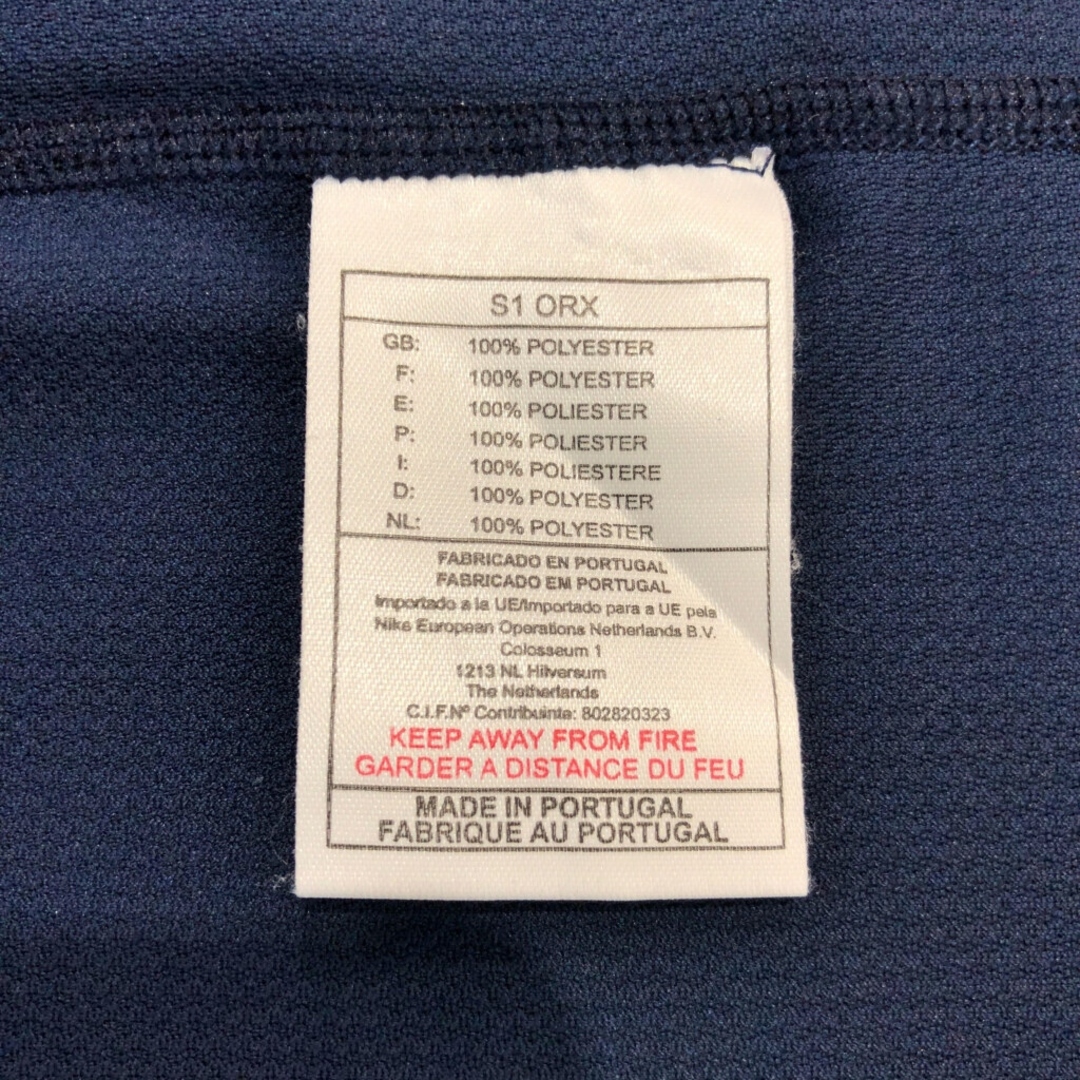 S1 ORX
GB: 100% POLYESTER
F: 100% POLYESTER
E: 100% POLIESTER
P: 100% POLIESTER
I: 100% POLIESTERE
D: 100% POLYESTER
NL: 100% POLYESTER
FABRICADO EN PORTUGAL
FABRICADO EM PORTUGAL
Importado a la UE/Importado para a UE pela
Nike European Operations Netherlands B.V.
Colosseum 1
1213 NL Hilversum
The Netherlands
C.I.F.Nº Contribuinte: 802820323
KEEP AWAY FROM FIRE
GARDER A DISTANCE DU FEU
MADE IN PORTUGAL
FABRIQUE AU PORTUGAL